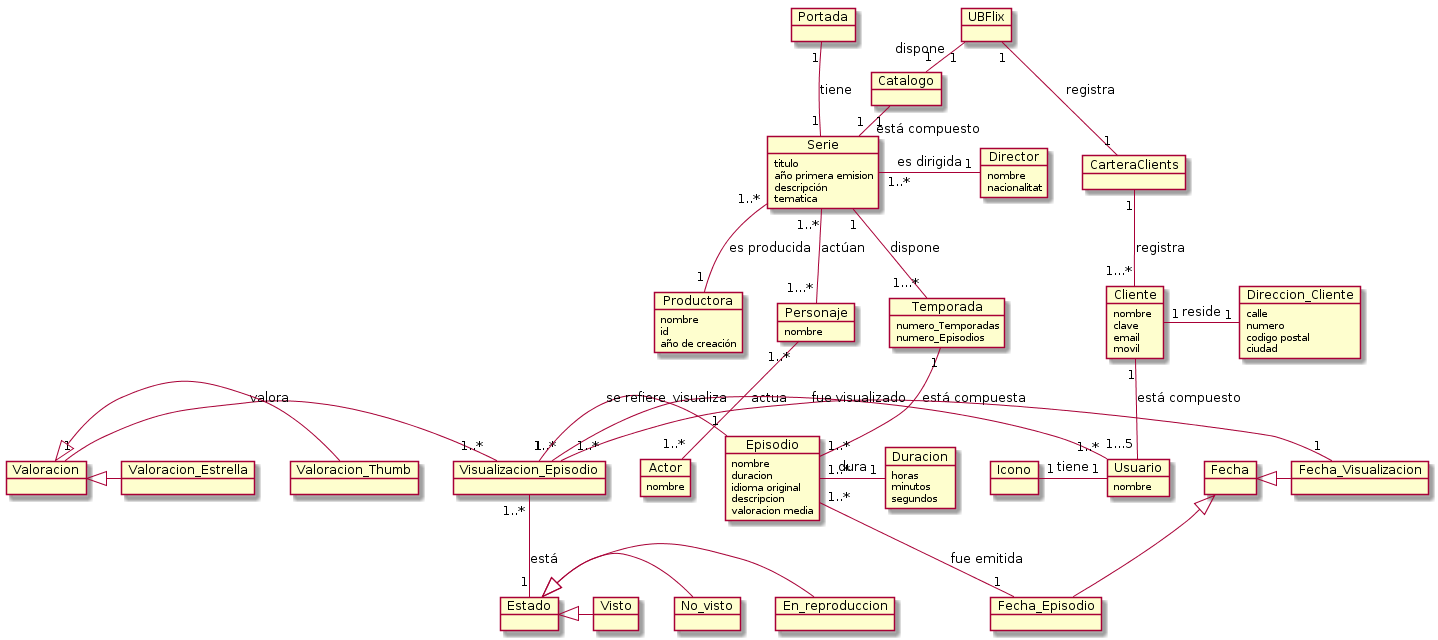 Portada
UBFlix
dispone
1
1
1
1
Catalogo
tiene
registra
1
1
1
está compuesto
1
Serie
titulo
año primera emision
descripción
tematica
es dirigida
1
1..*
Director
nombre
nacionalitat
CarteraClients
1..*
1..*
1
1
es producida
actúan
dispone
registra
1
1...*
1...*
1...*
Productora
nombre
id
año de creación
Personaje
nombre
Temporada
numero_Temporadas
numero_Episodios
Cliente
nombre
clave
email
movil
1
reside
1
Direccion_Cliente
calle
numero
codigo postal
ciudad
1..*
1
1
valora
se refiere
visualiza
actua
fue visualizado
está compuesta
está compuesto
1
1..*
1
1..*
1..*
1..*
1
1..*
1..*
1...5
1
Valoracion
Valoracion_Estrella
Valoracion_Thumb
Visualizacion_Episodio
Actor
nombre
Episodio
nombre
duracion
idioma original
descripcion
valoracion media
1..*
dura
1
Duracion
horas
minutos
segundos
Icono
1
tiene
1
Usuario
nombre
Fecha
Fecha_Visualizacion
1..*
1..*
está
fue emitida
1
1
Estado
Visto
No_visto
En_reproduccion
Fecha_Episodio